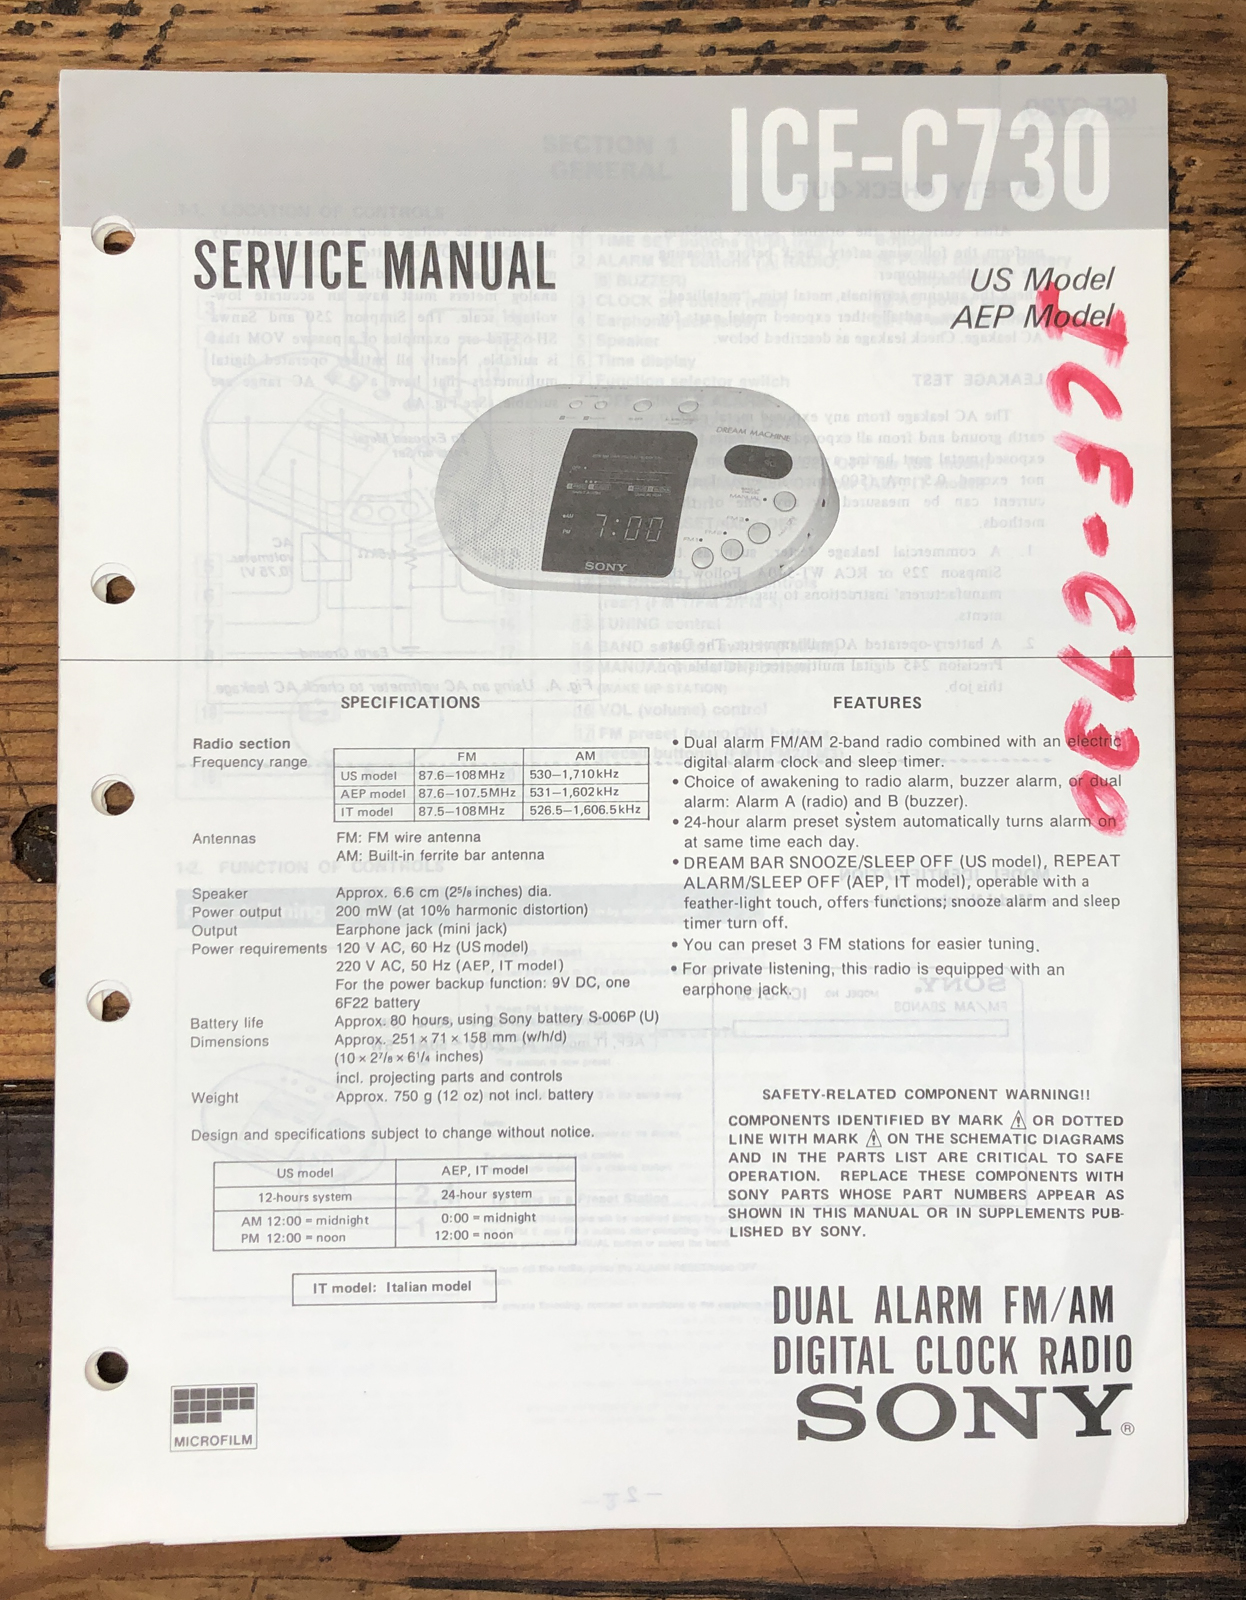 ICF-C730
SERVICE MANUAL
US Model
AEP Model
ICF-C730
DREAM MACHINE
7:00
SONY
SPECIFICATIONS
Radio section
Frequency range
FM AM
US model 87.6–108MHz 530–1,710kHz
AEP model 87.6–107.5MHz 531–1,602kHz
IT model 87.5–108MHz 526.5–1,606.5kHz
Antennas FM: FM wire antenna
AM: Built-in ferrite bar antenna
Speaker Approx. 6.6 cm (2⁵/₈ inches) dia.
Power output 200 mW (at 10% harmonic distortion)
Output Earphone jack (mini jack)
Power requirements 120 V AC, 60 Hz (US model)
220 V AC, 50 Hz (AEP, IT model)
For the power backup function: 9V DC, one
6F22 battery
Battery life Approx. 80 hours, using Sony battery S-006P (U)
Dimensions Approx. 251 × 71 × 158 mm (w/h/d)
(10 × 2⁷/₈ × 6¹/₄ inches)
incl. projecting parts and controls
Weight Approx. 750 g (12 oz) not incl. battery
Design and specifications subject to change without notice.
US model AEP, IT model
12-hours system 24-hour system
AM 12:00 = midnight 0:00 = midnight
PM 12:00 = noon 12:00 = noon
IT model: Italian model
MICROFILM
FEATURES
• Dual alarm FM/AM 2-band radio combined with an electric
digital alarm clock and sleep timer.
• Choice of awakening to radio alarm, buzzer alarm, or dual
alarm: Alarm A (radio) and B (buzzer).
• 24-hour alarm preset system automatically turns alarm on
at same time each day.
• DREAM BAR SNOOZE/SLEEP OFF (US model), REPEAT
ALARM/SLEEP OFF (AEP, IT model), operable with a
feather-light touch, offers functions; snooze alarm and sleep
timer turn off.
• You can preset 3 FM stations for easier tuning.
• For private listening, this radio is equipped with an
earphone jack.
SAFETY-RELATED COMPONENT WARNING!!
COMPONENTS IDENTIFIED BY MARK ⚠ OR DOTTED
LINE WITH MARK ⚠ ON THE SCHEMATIC DIAGRAMS
AND IN THE PARTS LIST ARE CRITICAL TO SAFE
OPERATION. REPLACE THESE COMPONENTS WITH
SONY PARTS WHOSE PART NUMBERS APPEAR AS
SHOWN IN THIS MANUAL OR IN SUPPLEMENTS PUB-
LISHED BY SONY.
DUAL ALARM FM/AM
DIGITAL CLOCK RADIO
SONY®